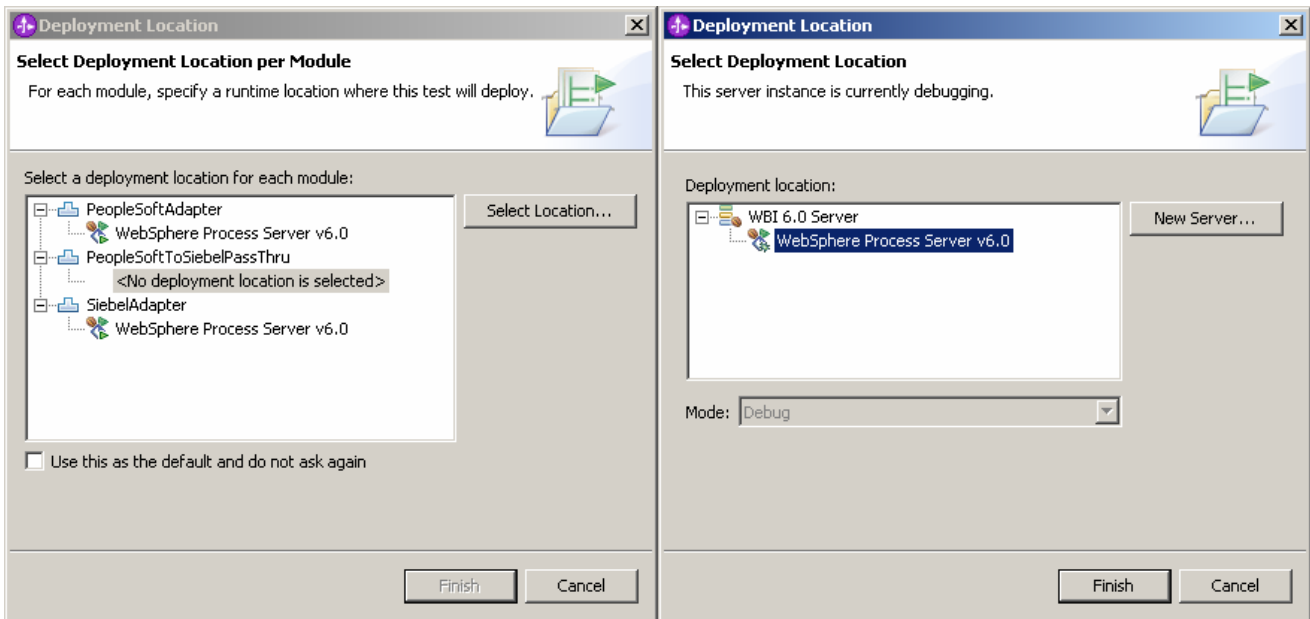 Deployment Location
Select Deployment Location per Module
For each module, specify a runtime location where this test will deploy.
Select a deployment location for each module:
PeopleSoftAdapter
WebSphere Process Server v6.0
PeopleSoftToSiebelPassThru
<No deployment location is selected>
SiebelAdapter
WebSphere Process Server v6.0
Select Location...
Use this as the default and do not ask again
Finish
Cancel
Deployment Location
Select Deployment Location
This server instance is currently debugging.
Deployment location:
WBI 6.0 Server
WebSphere Process Server v6.0
New Server...
Mode: Debug
Finish
Cancel